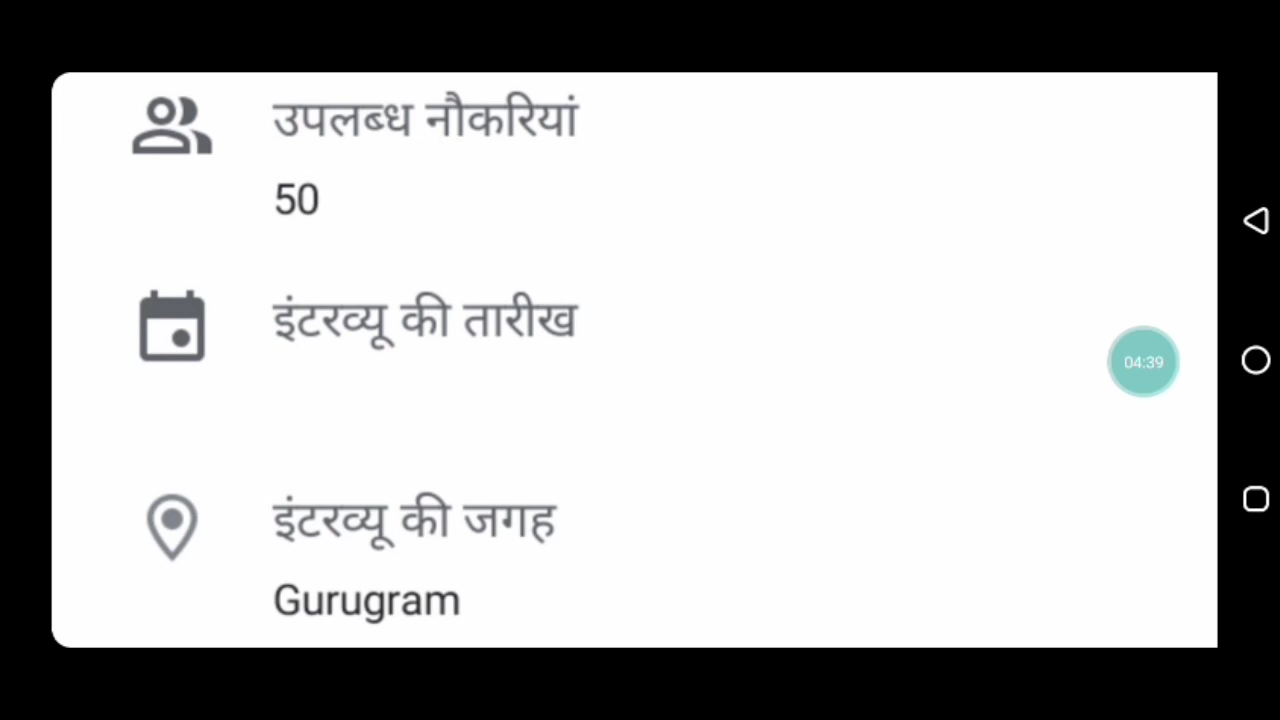 उपलब्ध नौकरियां
50
इंटरव्यू की तारीख
04:39
इंटरव्यू की जगह
Gurugram